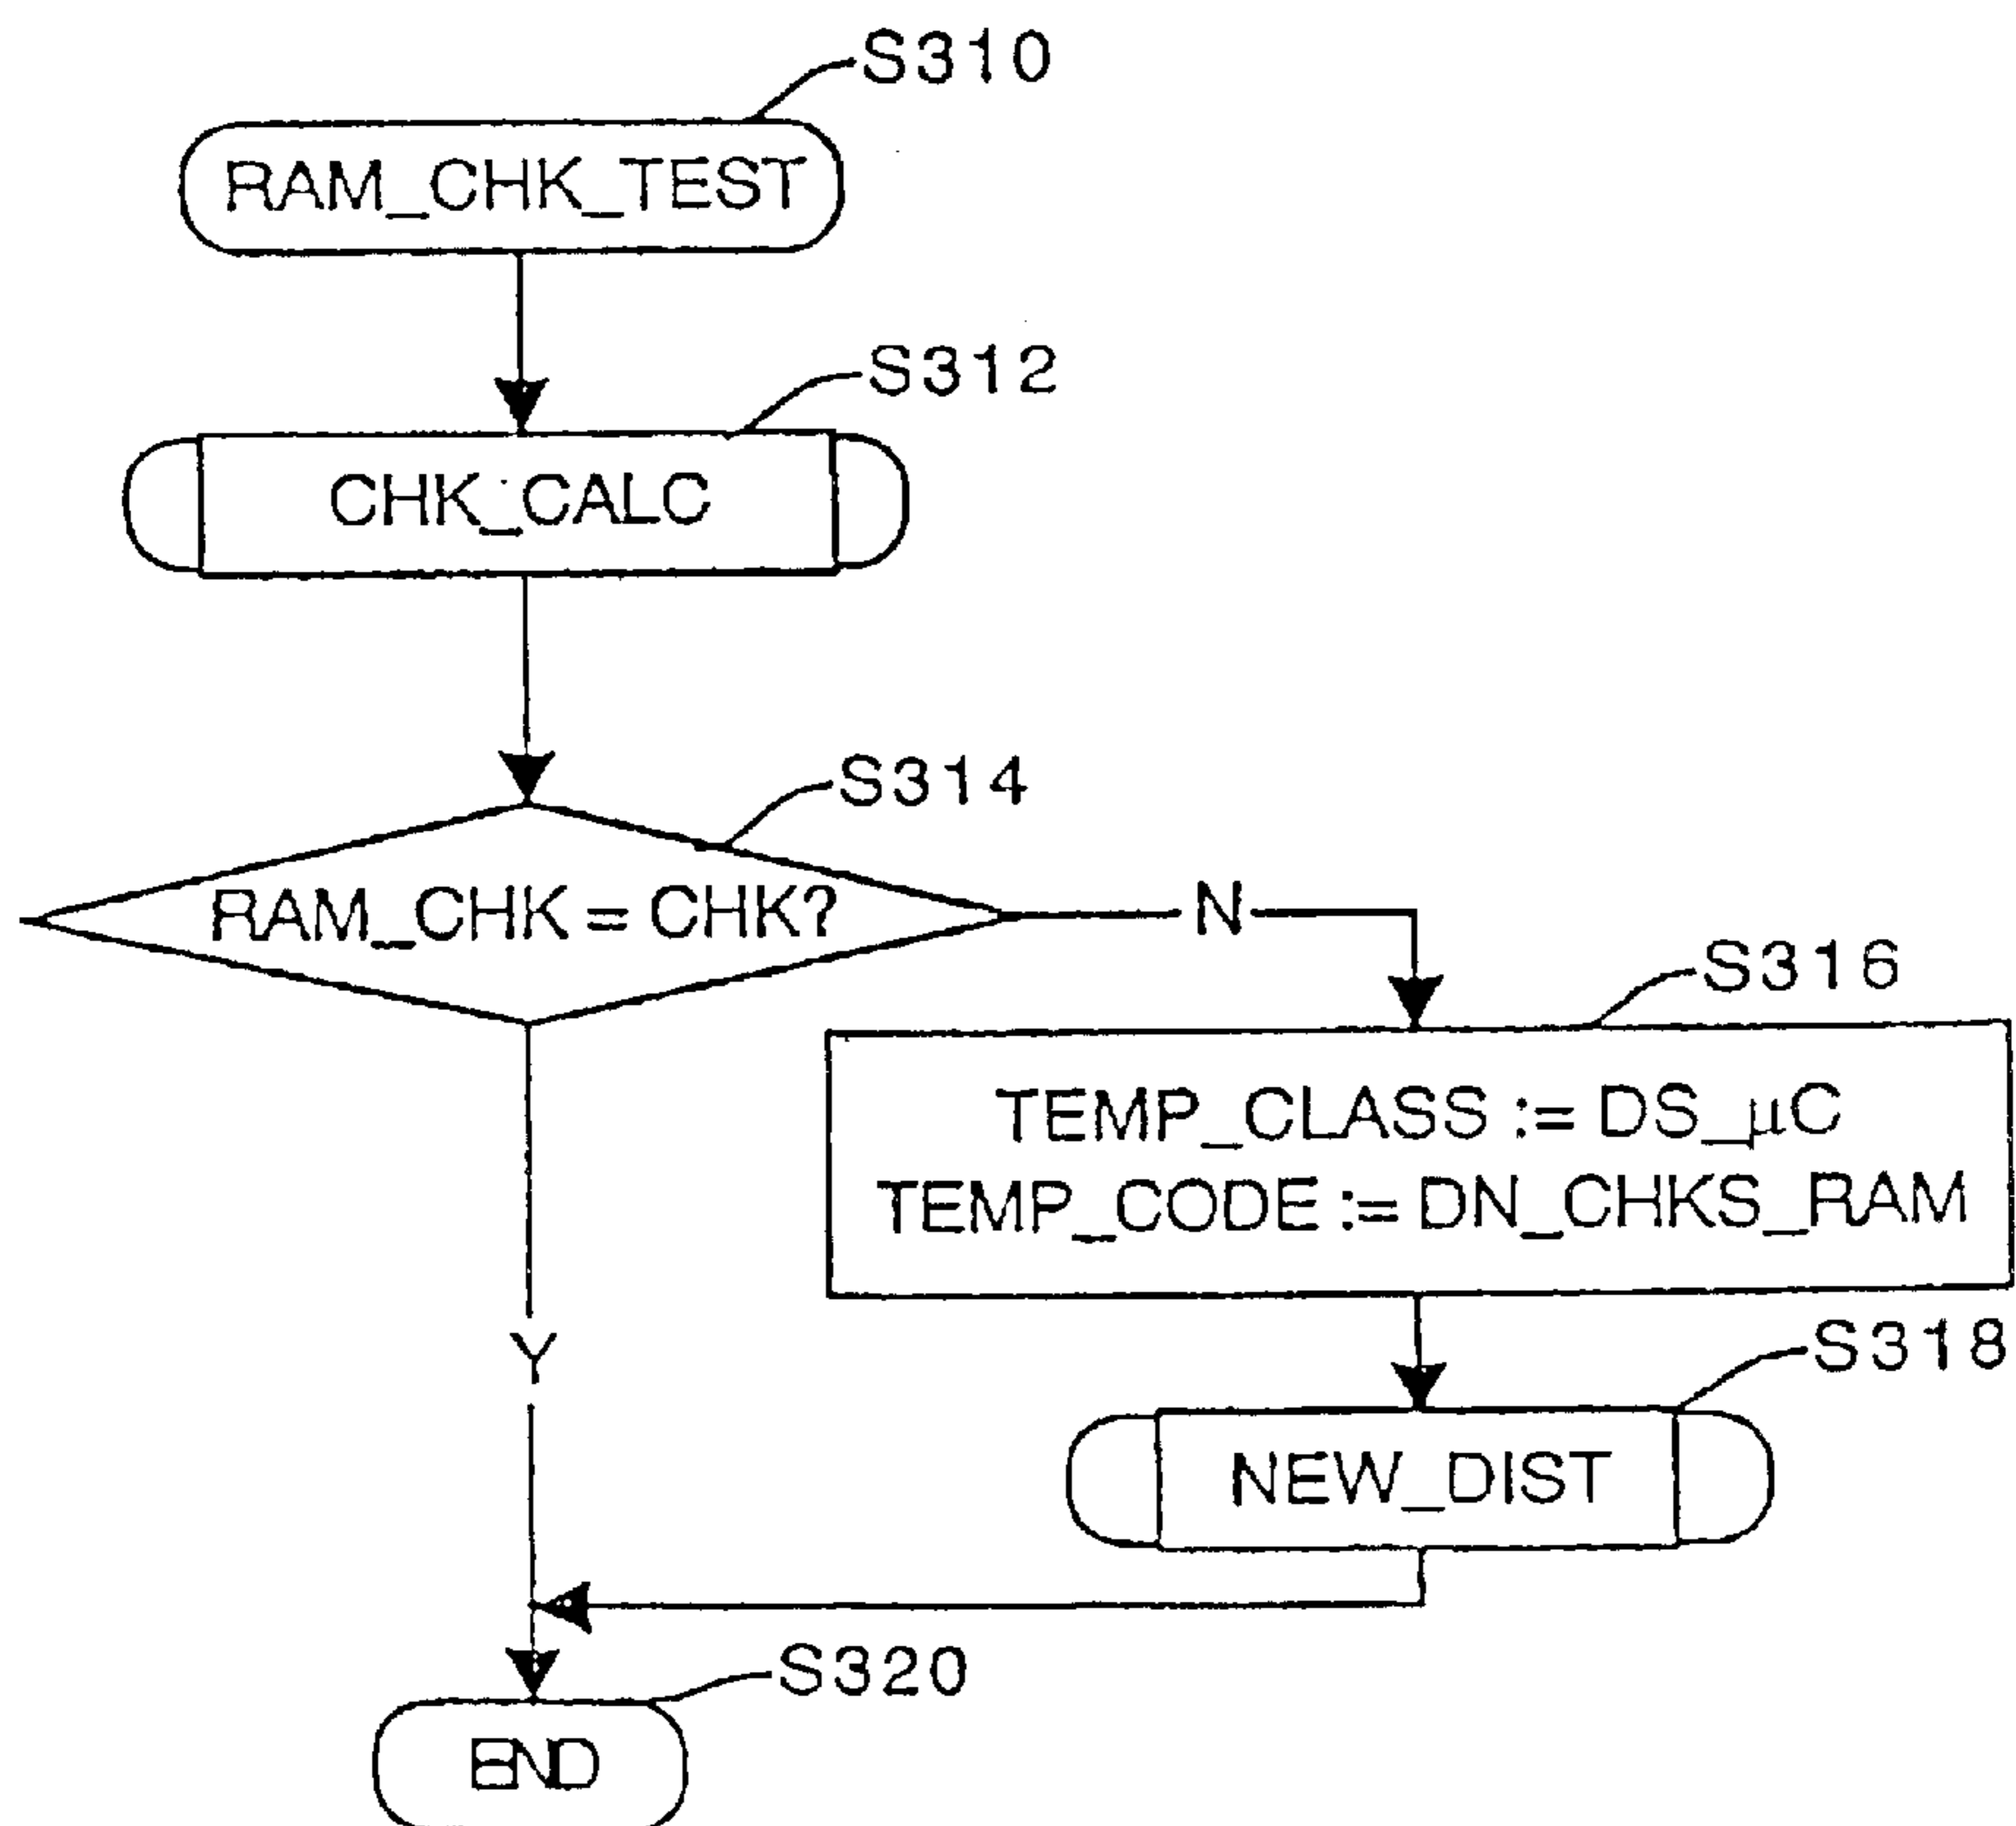 S310
RAM_CHK_TEST
S312
CHK_CALC
S314
RAM_CHK = CHK?
N
S316
TEMP_CLASS := DS_µC
TEMP_CODE := DN_CHKS_RAM
Y
S318
NEW_DIST
S320
END